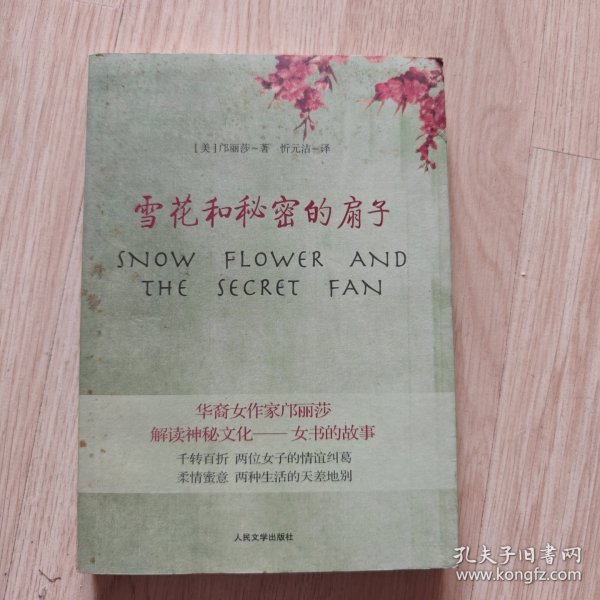 [美]邝丽莎~著 忻元洁~译
雪花和秘密的扇子
SNOW FLOWER AND
THE SECRET FAN
华裔女作家邝丽莎
解读神秘文化——女书的故事
千转百折 两位女子的情谊纠葛
柔情蜜意 两种生活的天差地别
人民文学出版社
孔夫子旧书网
www.kongfz.com